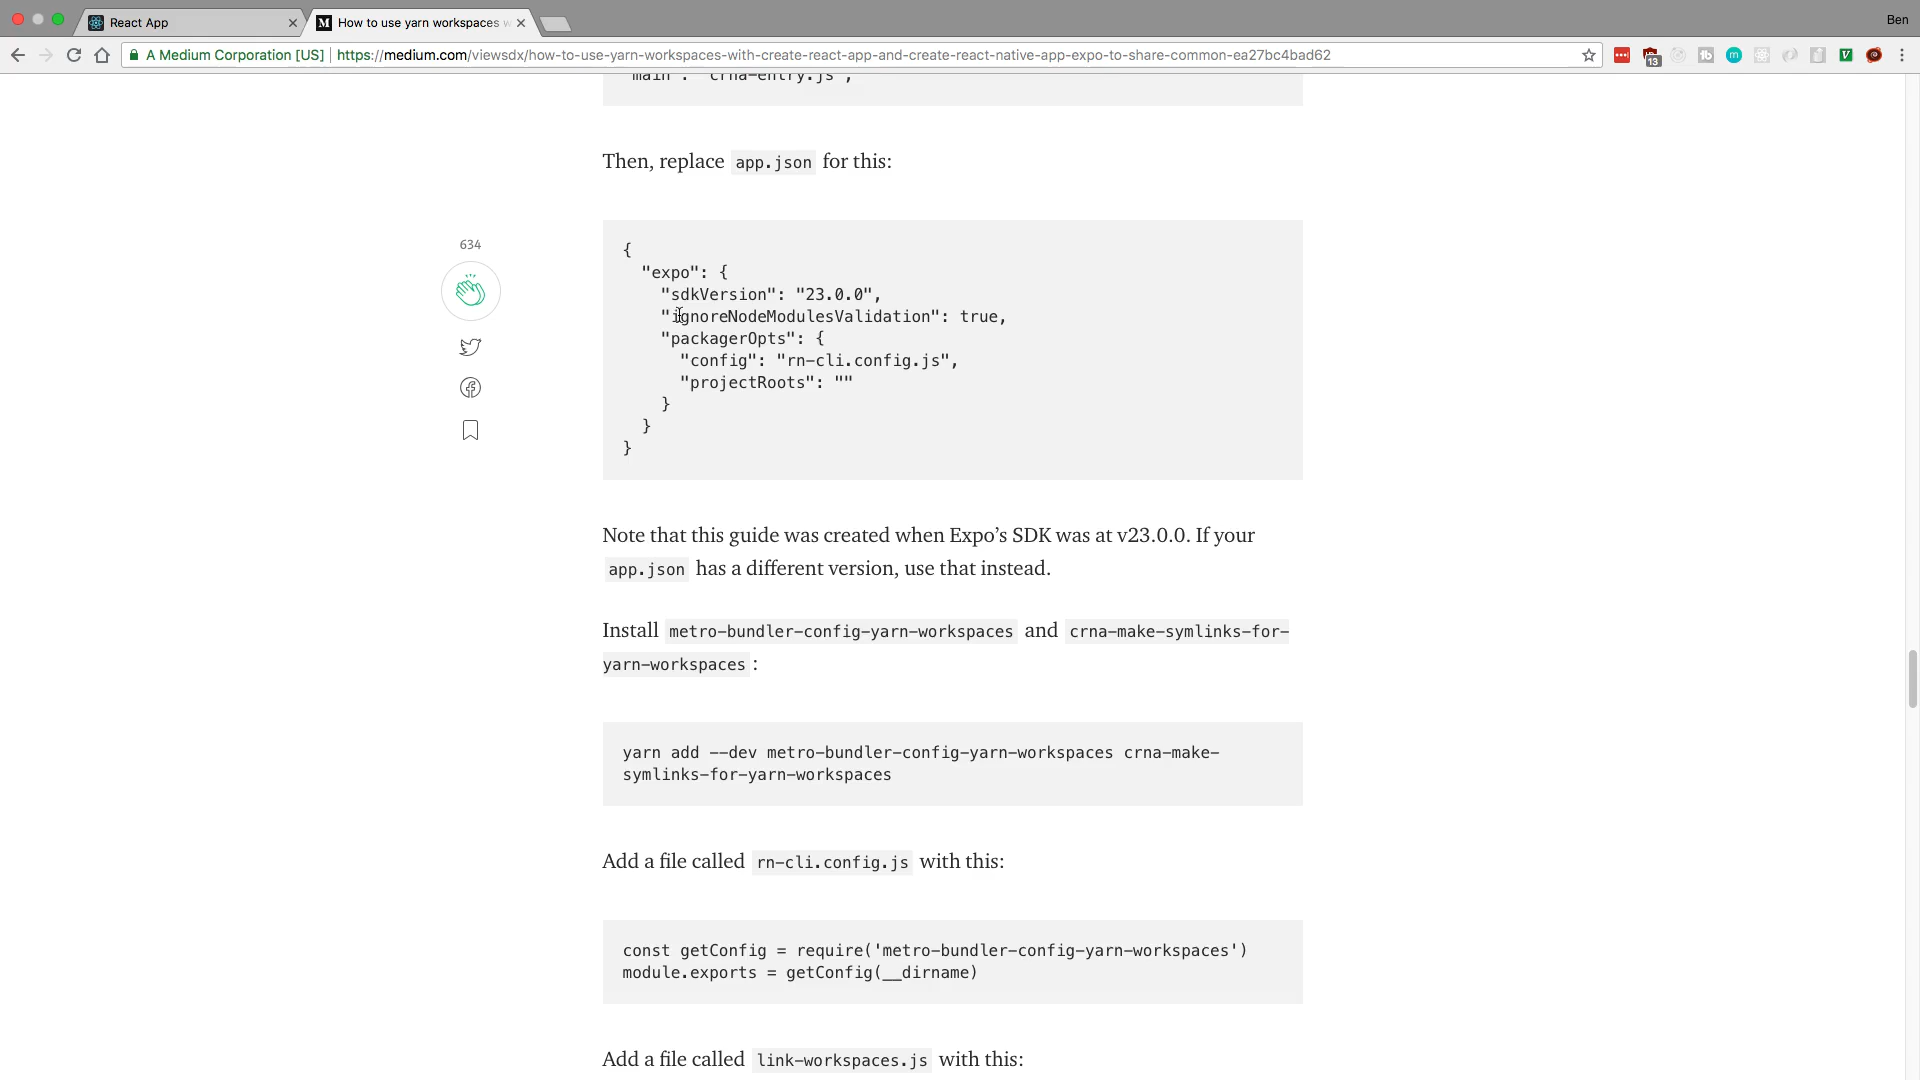 React App
How to use yarn workspaces w
Ben
A Medium Corporation [US]
https://medium.com/viewsdx/how-to-use-yarn-workspaces-with-create-react-app-and-create-react-native-app-expo-to-share-common-ea27bc4bad62
13
"main": "crna-entry.js",
Then, replace app.json for this:
634
{
"expo": {
"sdkVersion": "23.0.0",
"ignoreNodeModulesValidation": true,
"packagerOpts": {
"config": "rn-cli.config.js",
"projectRoots": ""
}
}
}
Note that this guide was created when Expo’s SDK was at v23.0.0. If your
app.json has a different version, use that instead.
Install metro-bundler-config-yarn-workspaces and crna-make-symlinks-for-
yarn-workspaces :
yarn add --dev metro-bundler-config-yarn-workspaces crna-make-
symlinks-for-yarn-workspaces
Add a file called rn-cli.config.js with this:
const getConfig = require('metro-bundler-config-yarn-workspaces')
module.exports = getConfig(__dirname)
Add a file called link-workspaces.js with this: